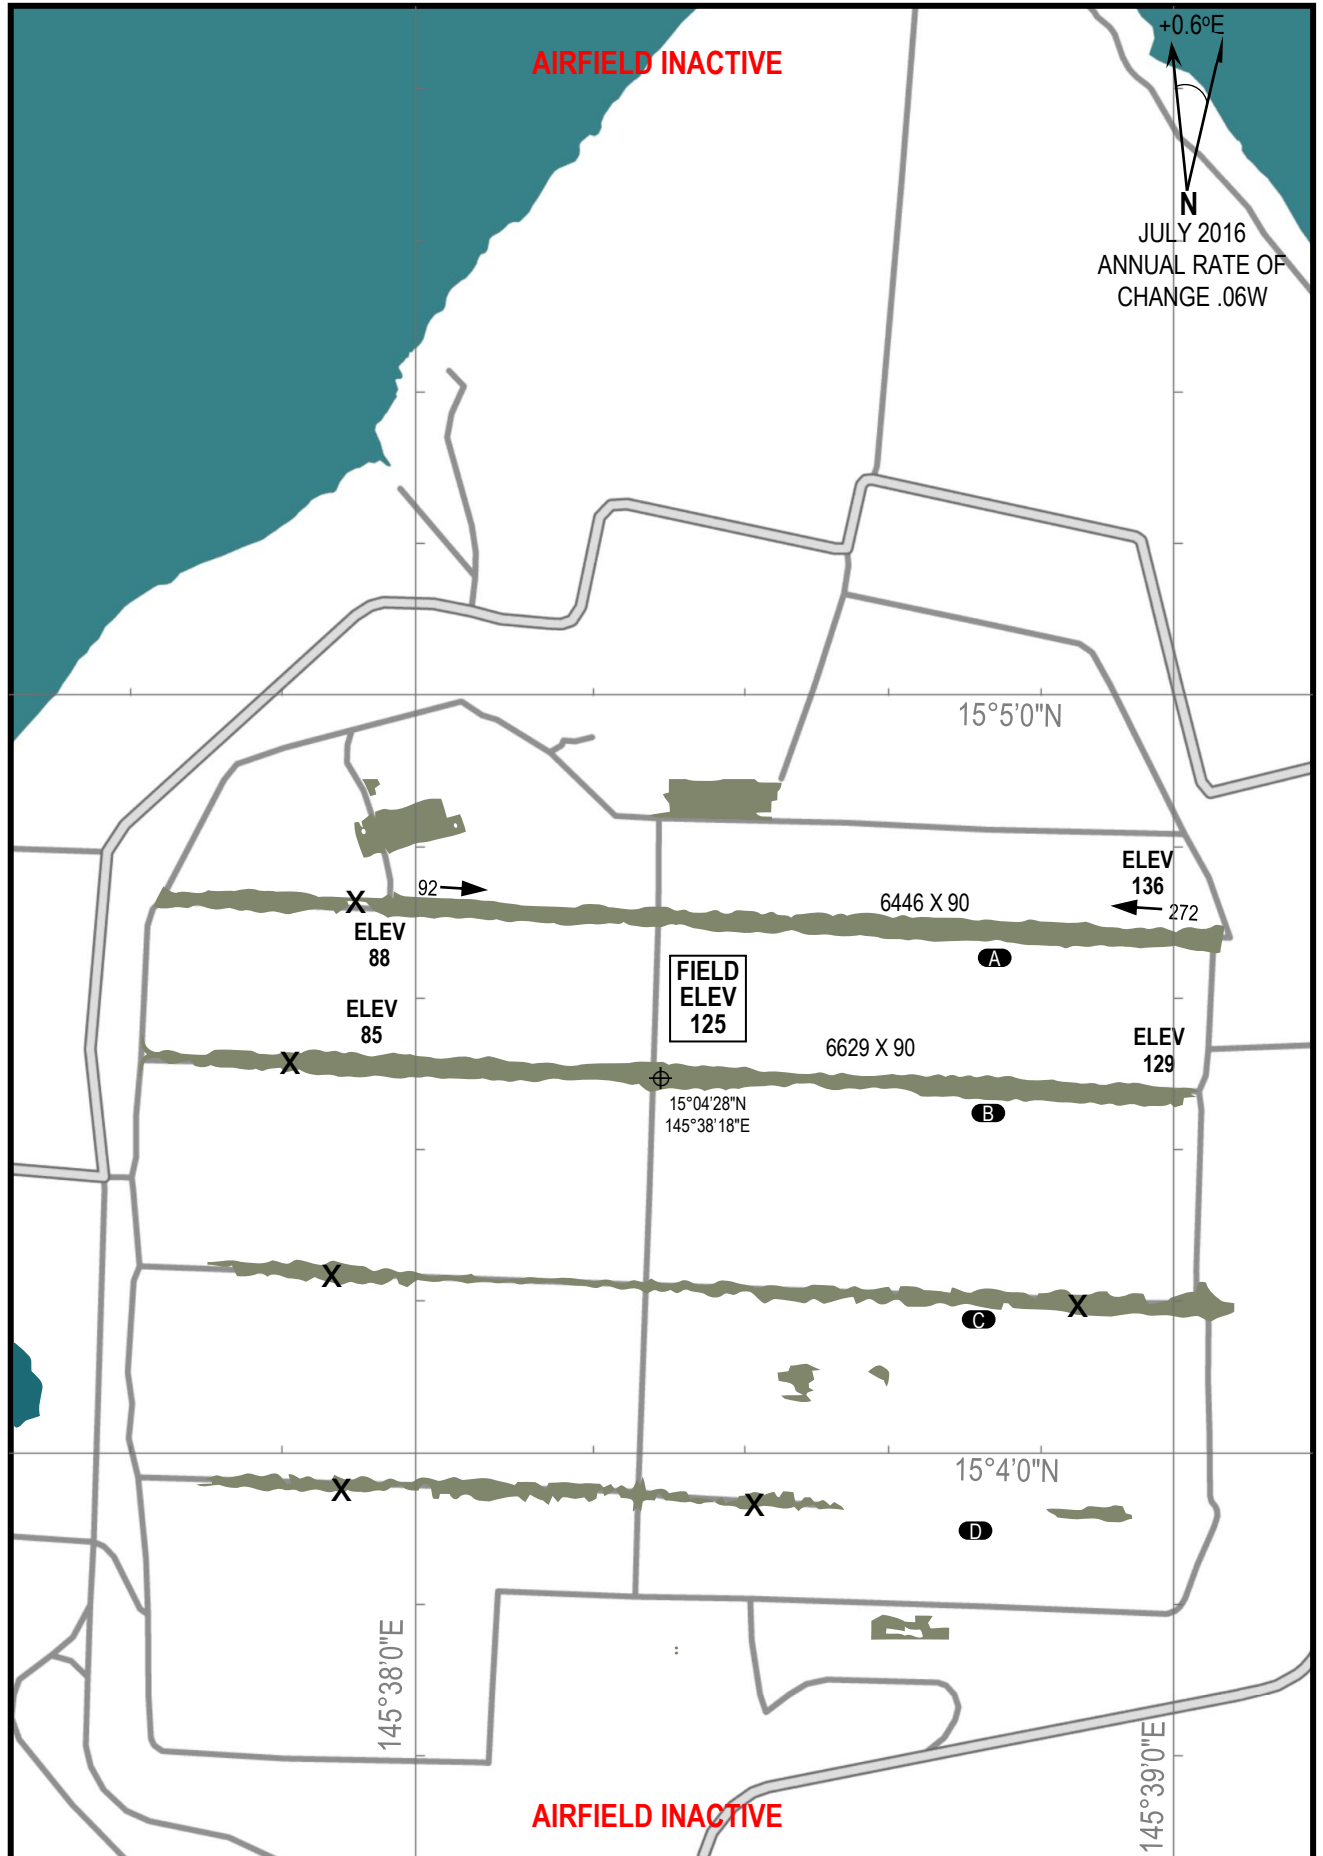 +0.6ºE
AIRFIELD INACTIVE
N
JULY 2016
ANNUAL RATE OF
CHANGE .06W
15°5'0"N
ELEV
136
92
6446 X 90
272
ELEV
88
X
A
FIELD
ELEV
125
ELEV
85
6629 X 90
ELEV
129
X
15°04'28"N
145°38'18"E
B
X
X
C
15°4'0"N
X
X
D
145°38'0"E
145°39'0"E
AIRFIELD INACTIVE